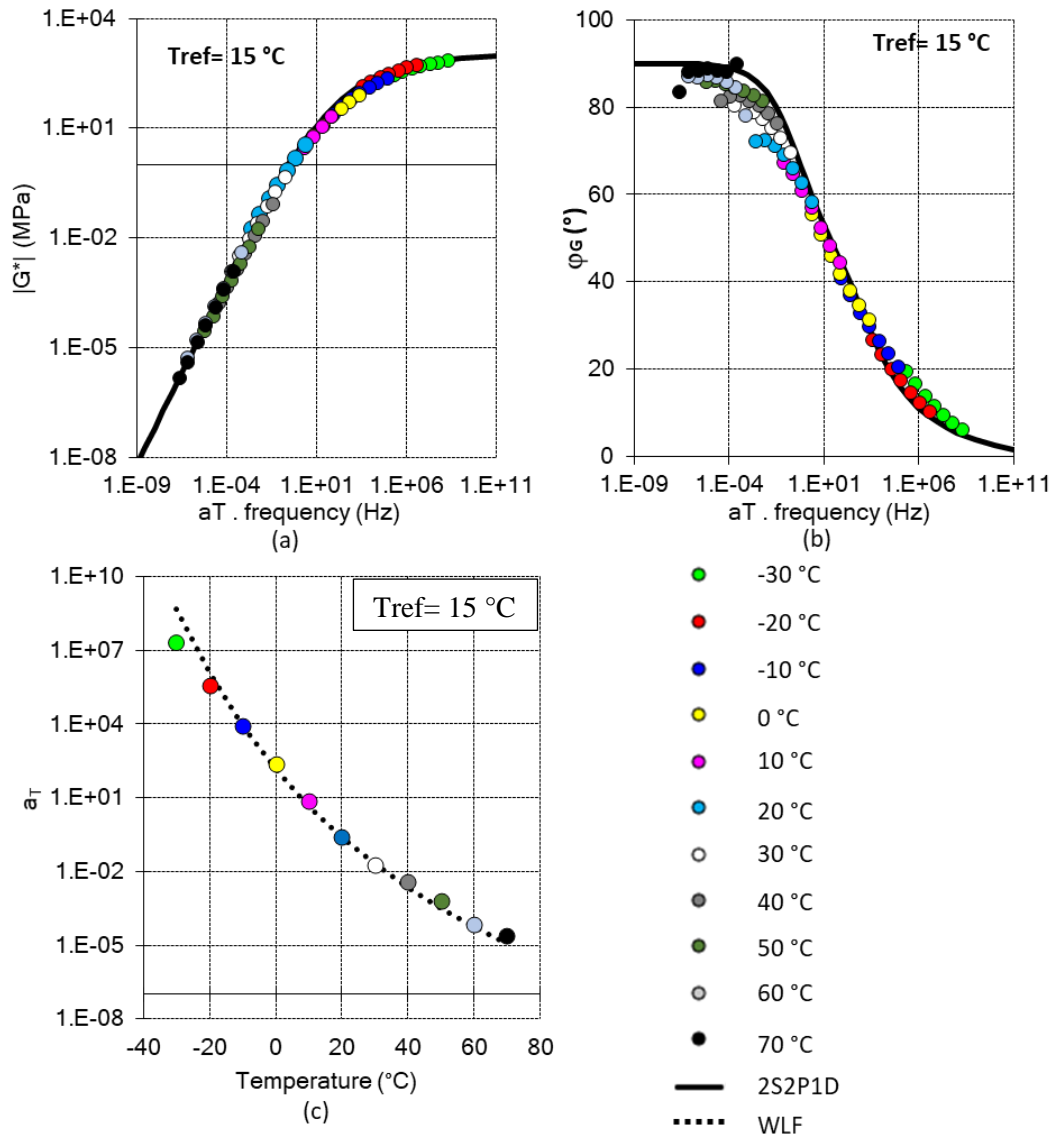 Tref= 15 °C
1.E+04
1.E+01
1.E-02
1.E-05
1.E-08
|G*| (MPa)
1.E-09 1.E-04 1.E+01 1.E+06 1.E+11
aT . frequency (Hz)
(a)
Tref= 15 °C
100
80
60
40
20
0
φG (°)
1.E-09 1.E-04 1.E+01 1.E+06 1.E+11
aT . frequency (Hz)
(b)
Tref= 15 °C
1.E+10
1.E+07
1.E+04
1.E+01
1.E-02
1.E-05
1.E-08
aT
-40 -20 0 20 40 60 80
Temperature (°C)
(c)
-30 °C
-20 °C
-10 °C
0 °C
10 °C
20 °C
30 °C
40 °C
50 °C
60 °C
70 °C
2S2P1D
WLF